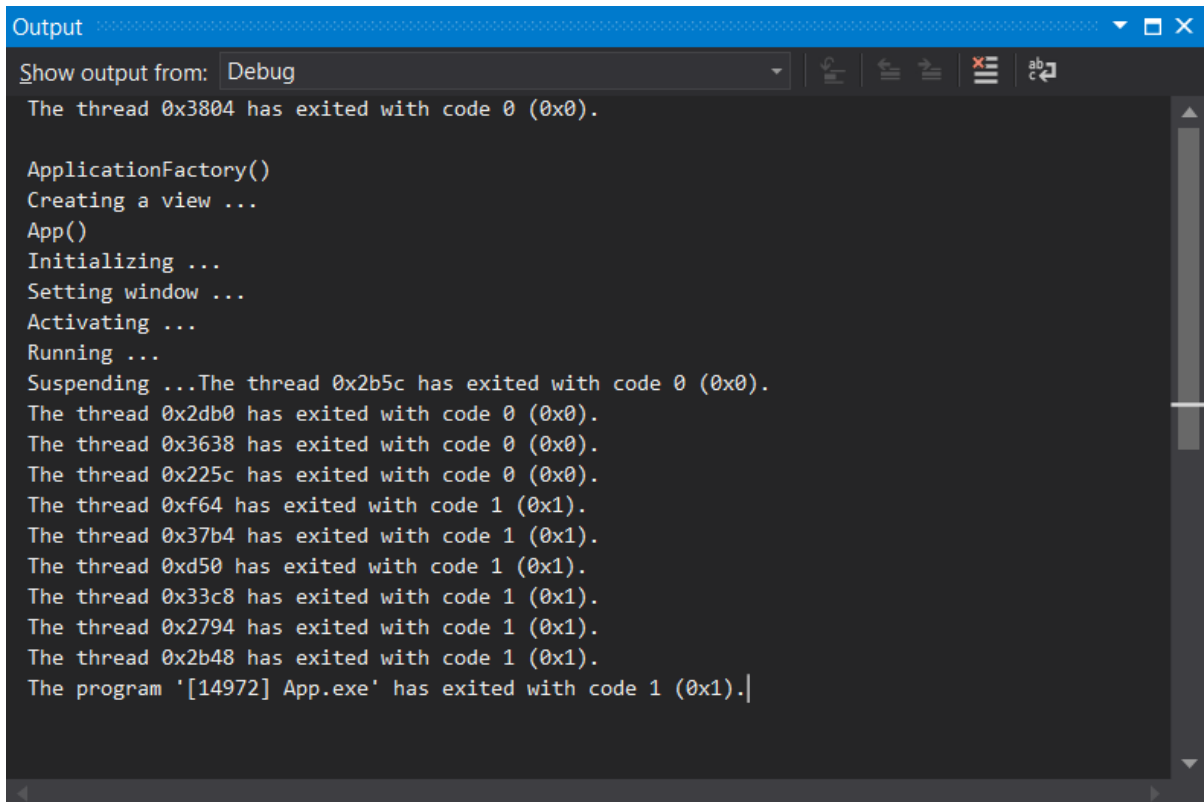 Output
Show output from: Debug
The thread 0x3804 has exited with code 0 (0x0).
ApplicationFactory()
Creating a view ...
App()
Initializing ...
Setting window ...
Activating ...
Running ...
Suspending ...The thread 0x2b5c has exited with code 0 (0x0).
The thread 0x2db0 has exited with code 0 (0x0).
The thread 0x3638 has exited with code 0 (0x0).
The thread 0x225c has exited with code 0 (0x0).
The thread 0xf64 has exited with code 1 (0x1).
The thread 0x37b4 has exited with code 1 (0x1).
The thread 0xd50 has exited with code 1 (0x1).
The thread 0x33c8 has exited with code 1 (0x1).
The thread 0x2794 has exited with code 1 (0x1).
The thread 0x2b48 has exited with code 1 (0x1).
The program '[14972] App.exe' has exited with code 1 (0x1).